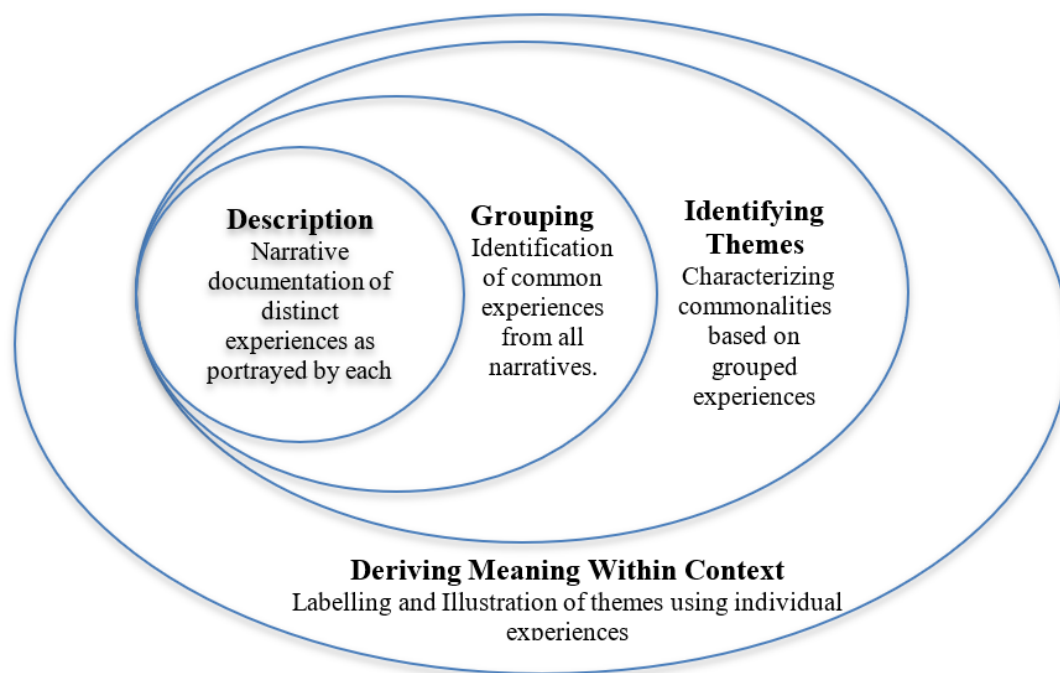 Description
Narrative
documentation of
distinct
experiences as
portrayed by each
Grouping
Identification
of common
experiences
from all
narratives.
Identifying
Themes
Characterizing
commonalities
based on
grouped
experiences
Deriving Meaning Within Context
Labelling and Illustration of themes using individual
experiences